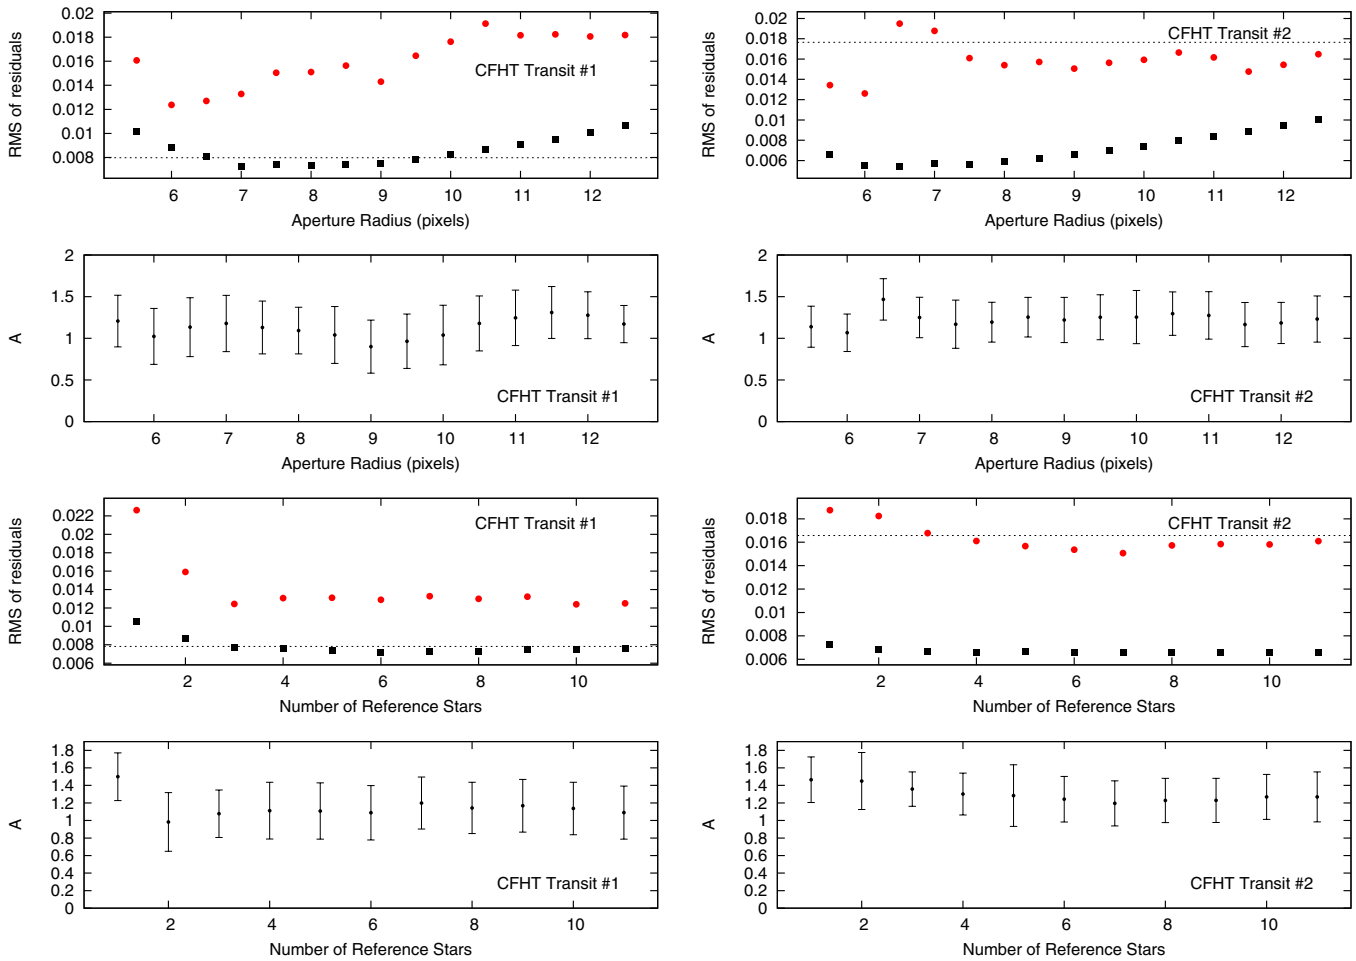 RMS of residuals
0.02
0.018
0.016
0.014
0.012
0.01
0.008
CFHT Transit #1
6 7 8 9 10 11 12
Aperture Radius (pixels)
RMS of residuals
0.02
0.018
0.016
0.014
0.012
0.01
0.008
0.006
CFHT Transit #2
6 7 8 9 10 11 12
Aperture Radius (pixels)
A
2
1.5
1
0.5
0
CFHT Transit #1
6 7 8 9 10 11 12
Aperture Radius (pixels)
A
2
1.5
1
0.5
0
CFHT Transit #2
6 7 8 9 10 11 12
Aperture Radius (pixels)
RMS of residuals
0.022
0.02
0.018
0.016
0.014
0.012
0.01
0.008
0.006
CFHT Transit #1
2 4 6 8 10
Number of Reference Stars
RMS of residuals
0.018
0.016
0.014
0.012
0.01
0.008
0.006
CFHT Transit #2
2 4 6 8 10
Number of Reference Stars
A
1.8
1.6
1.4
1.2
1
0.8
0.6
0.4
0.2
0
CFHT Transit #1
2 4 6 8 10
Number of Reference Stars
A
1.8
1.6
1.4
1.2
1
0.8
0.6
0.4
0.2
0
CFHT Transit #2
2 4 6 8 10
Number of Reference Stars